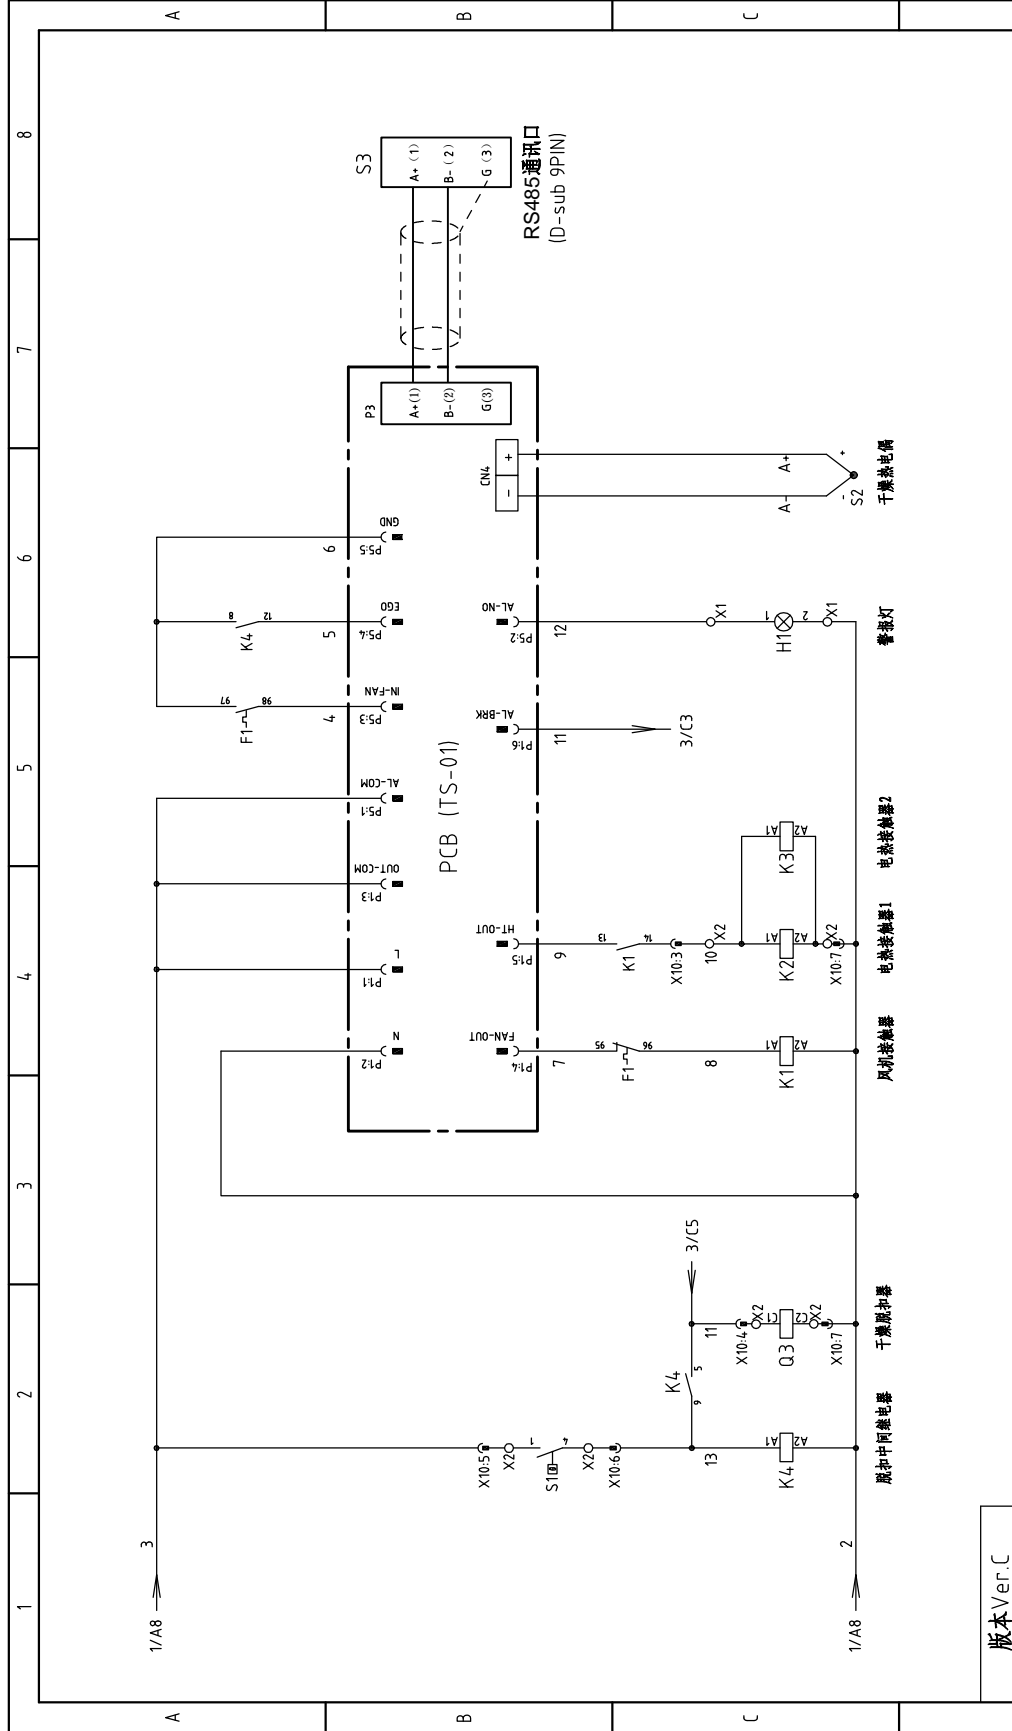 1
2
3
4
5
6
7
8
A
B
C
A
B
C
1/A8
3
1/A8
2
X10:5
X2
S1
1
4
X2
X10:6
13
K4
A1
A2
脱扣中间继电器
K4
9
5
3/C5
11
X10:4
X2
Q3
C1
C2
X2
X10:7
干燥脱扣器
PCB (TS-01)
P1:2
N
P1:1
L
P1:3
OUT-COM
P5:1
AL-COM
F1
97
98
4
P5:3
IN-FAN
K4
8
12
5
P5:4
EGO
6
P5:5
GND
P1:4
FAN-OUT
7
F1
95
96
8
K1
A1
A2
风机接触器
P1:5
HT-OUT
9
K1
13
14
X10:3
10
X2
K2
A1
A2
X2
X10:7
电热接触器1
K3
A1
A2
电热接触器2
P1:6
AL-BRK
11
3/C3
P5:2
AL-NO
12
X1
H1
1
2
X1
警报灯
CN4
-
+
A-
A+
-
+
S2
干燥热电偶
P3
A+(1)
B-(2)
G(3)
S3
A+(1)
B-(2)
G(3)
RS485通讯口
(D-sub 9PIN)
版本Ver.C